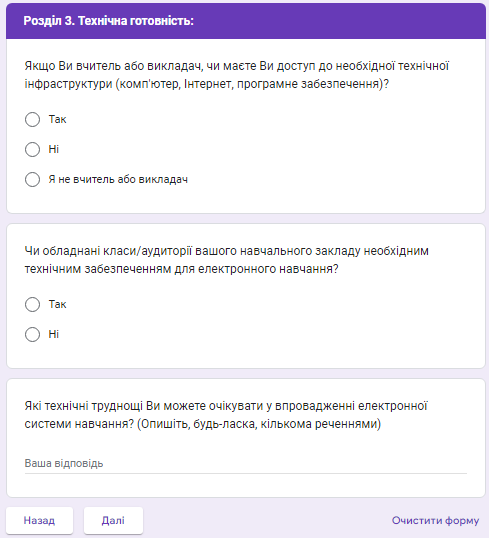 Розділ 3. Технічна готовність:
Якщо Ви вчитель або викладач, чи маєте Ви доступ до необхідної технічної
інфраструктури (комп'ютер, Інтернет, програмне забезпечення)?
Так
Ні
Я не вчитель або викладач
Чи обладнані класи/аудиторії вашого навчального закладу необхідним
технічним забезпеченням для електронного навчання?
Так
Ні
Які технічні труднощі Ви можете очікувати у впровадженні електронної
системи навчання? (Опишіть, будь-ласка, кількома реченнями)
Ваша відповідь
Назад Далі Очистити форму